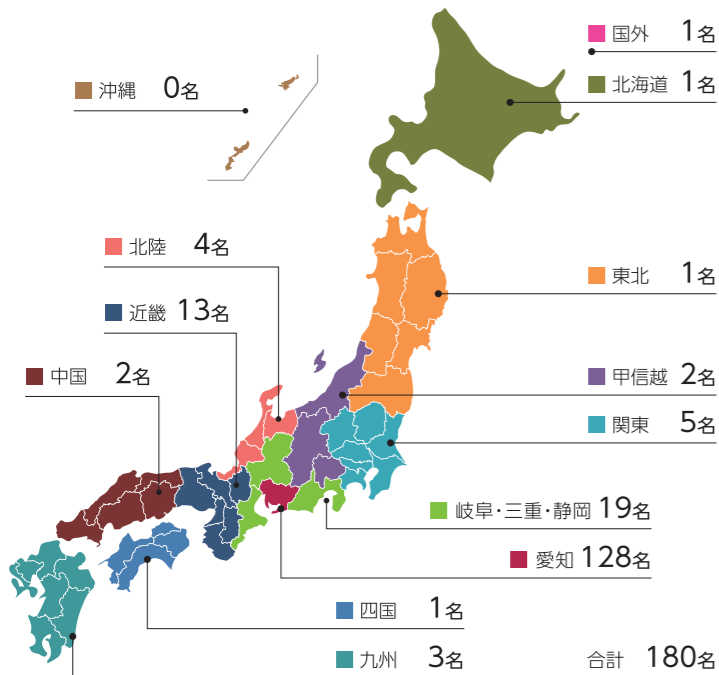 国外 1名
沖縄 0名
北海道 1名
北陸 4名
東北 1名
近畿 13名
中国 2名
甲信越 2名
関東 5名
岐阜・三重・静岡 19名
愛知 128名
四国 1名
九州 3名
合計 180名